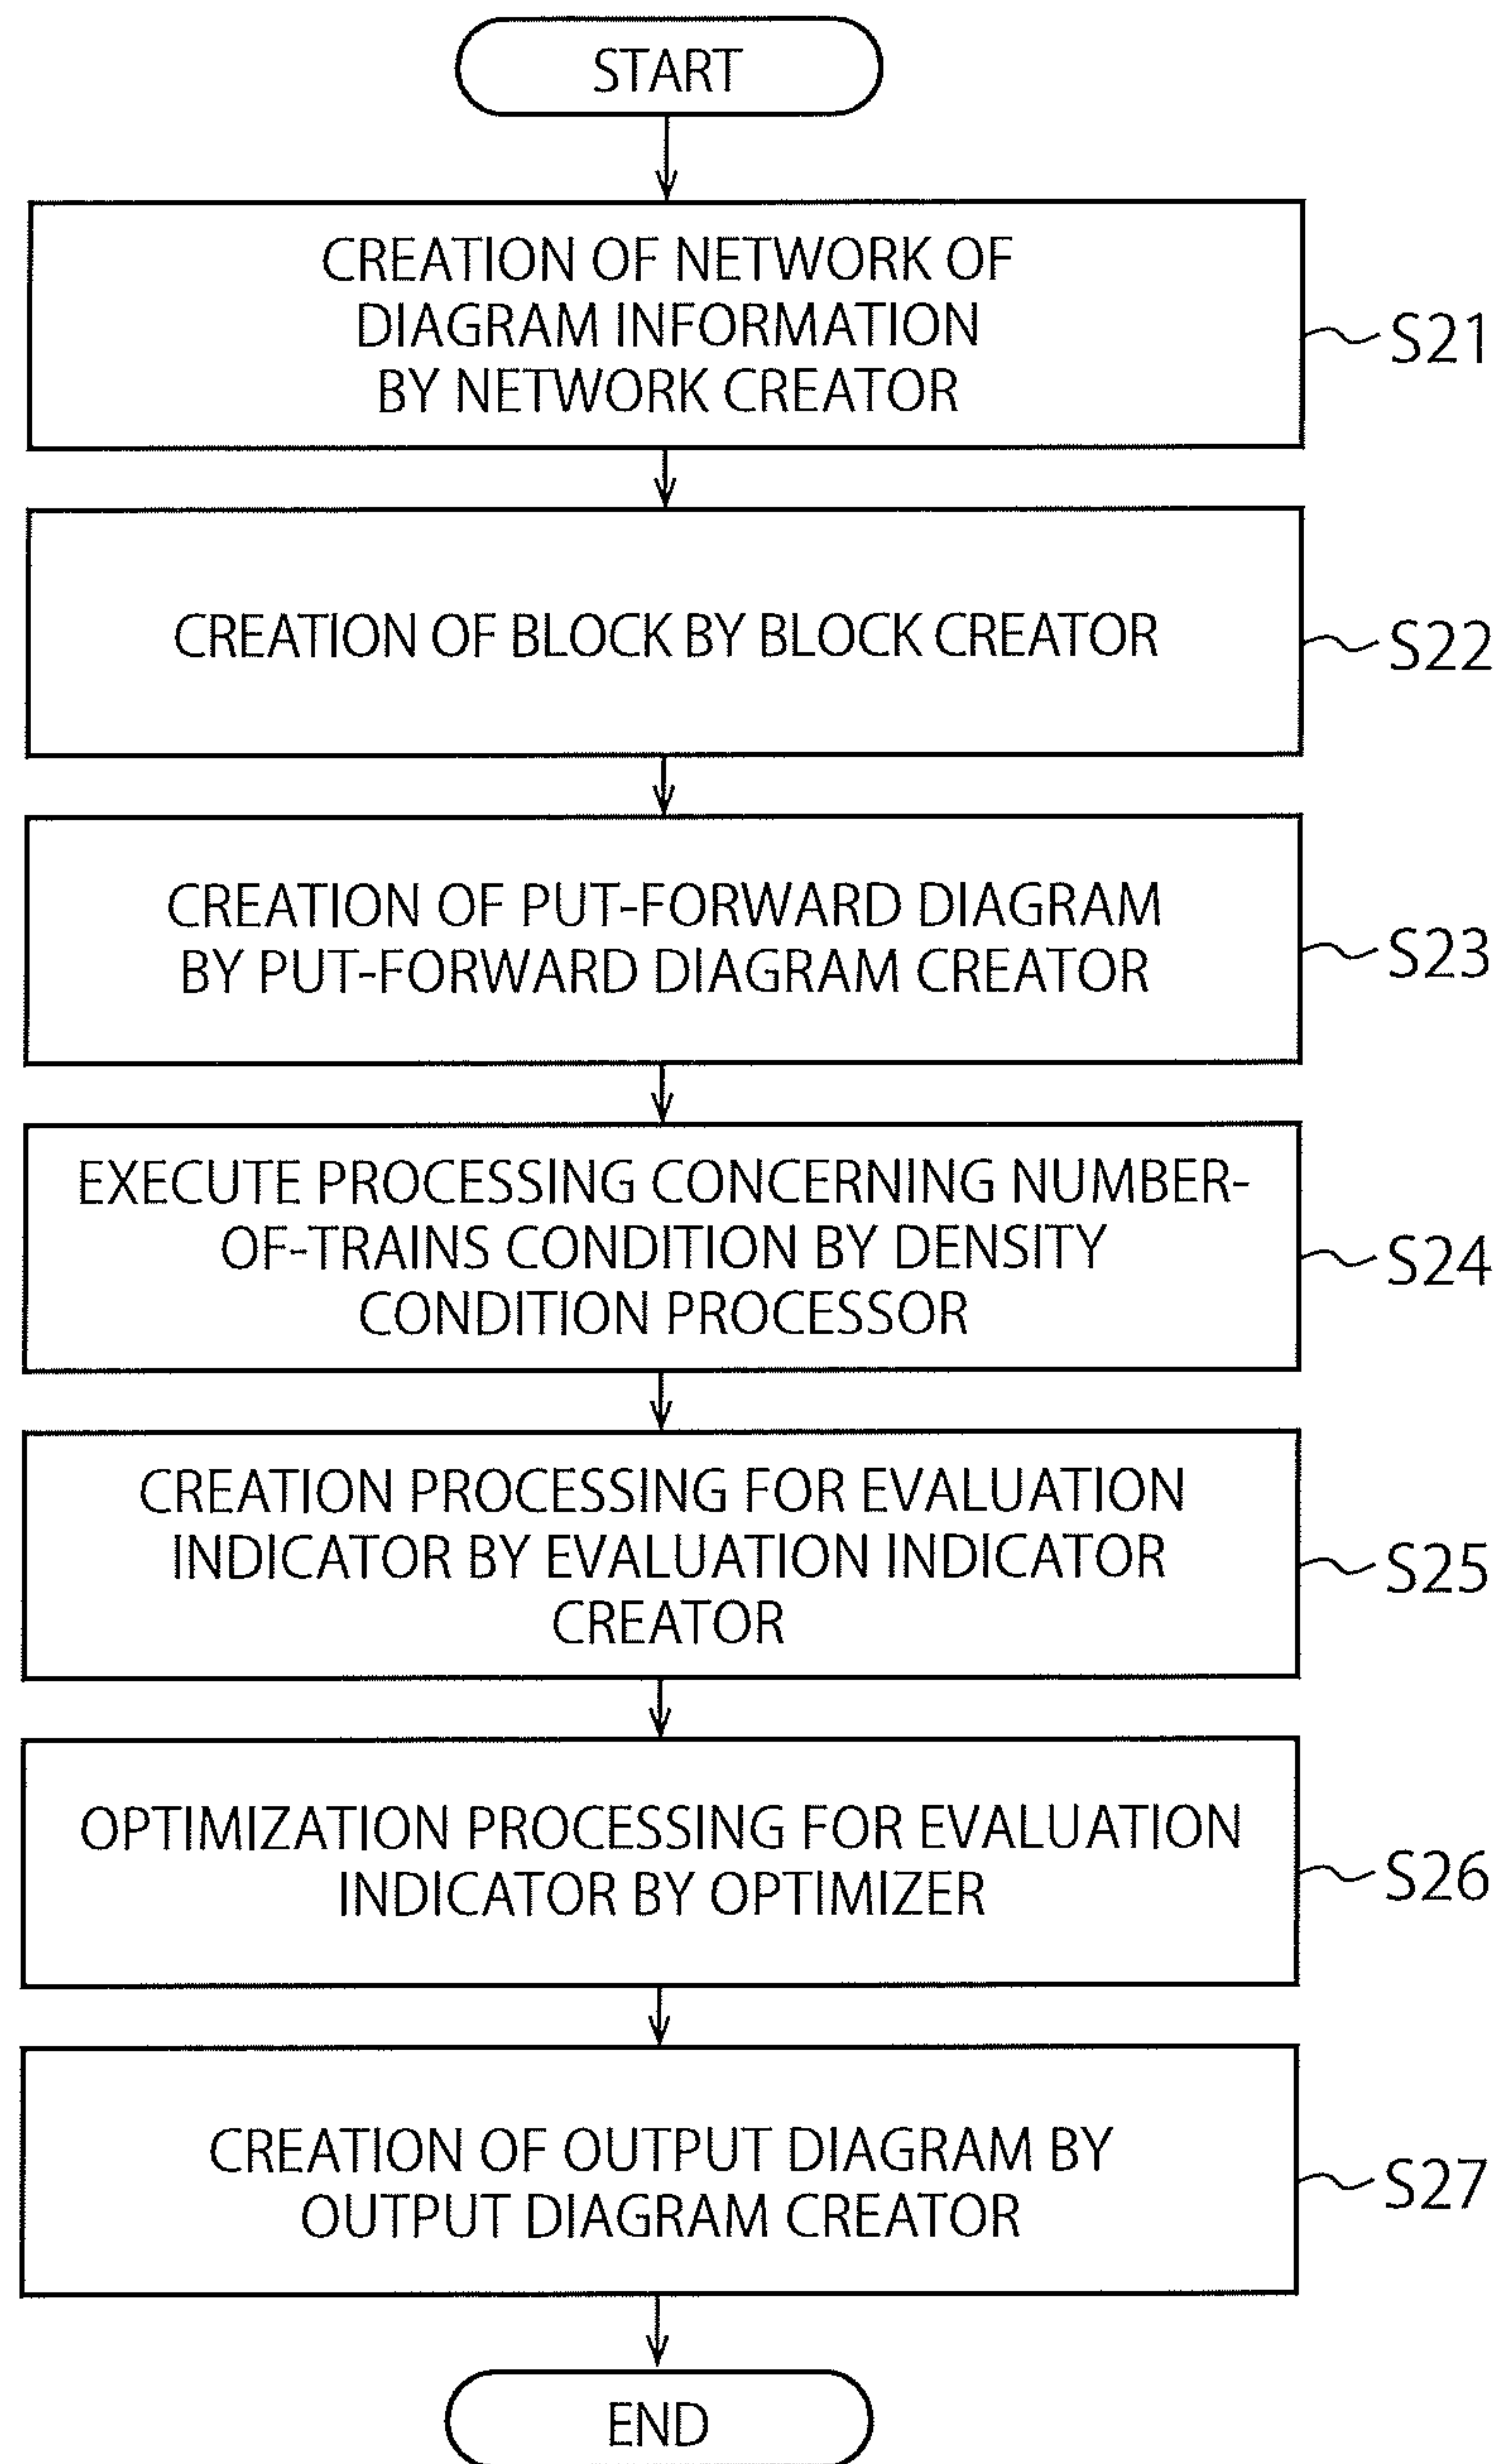 START
CREATION OF NETWORK OF
DIAGRAM INFORMATION
BY NETWORK CREATOR
S21
CREATION OF BLOCK BY BLOCK CREATOR
S22
CREATION OF PUT-FORWARD DIAGRAM
BY PUT-FORWARD DIAGRAM CREATOR
S23
EXECUTE PROCESSING CONCERNING NUMBER-
OF-TRAINS CONDITION BY DENSITY
CONDITION PROCESSOR
S24
CREATION PROCESSING FOR EVALUATION
INDICATOR BY EVALUATION INDICATOR
CREATOR
S25
OPTIMIZATION PROCESSING FOR EVALUATION
INDICATOR BY OPTIMIZER
S26
CREATION OF OUTPUT DIAGRAM BY
OUTPUT DIAGRAM CREATOR
S27
END